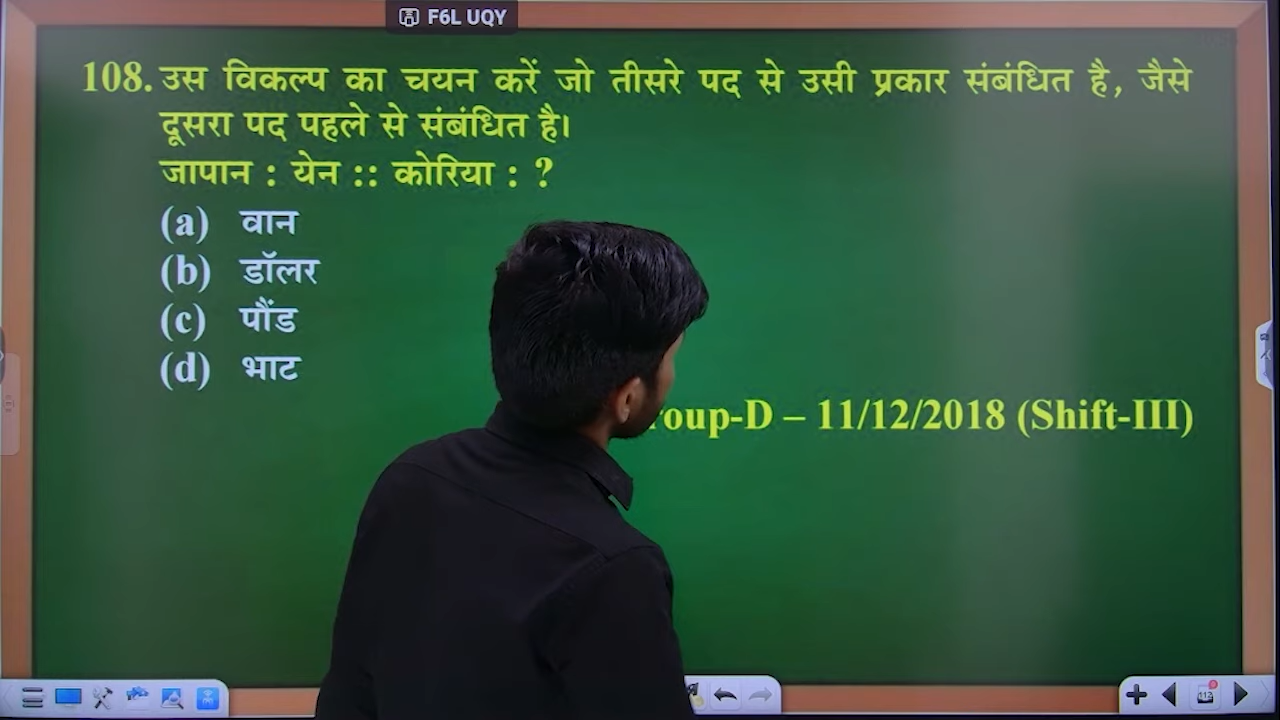 F6L UQY
108. उस विकल्प का चयन करें जो तीसरे पद से उसी प्रकार संबंधित है, जैसे
दूसरा पद पहले से संबंधित है।
जापान : येन :: कोरिया : ?
(a) वान
(b) डॉलर
(c) पौंड
(d) भाट
roup-D – 11/12/2018 (Shift-III)
112